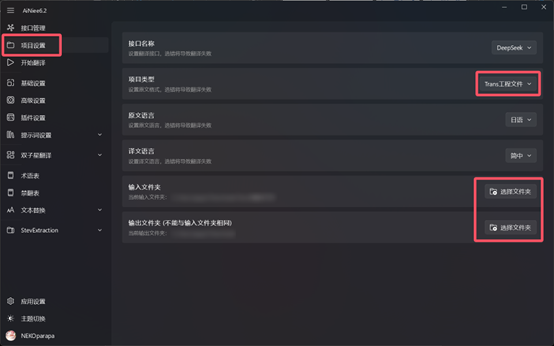 AiNiee6.2
接口管理
项目设置
开始翻译
基础设置
高级设置
插件设置
提示词设置
双子星翻译
术语表
禁翻表
文本替换
StevExtraction
应用设置
主题切换
NEKOparapa
接口名称
设置翻译接口，选错将导致翻译失败
DeepSeek
项目类型
设置原文格式，选错将导致翻译失败
Trans工程文件
原文语言
设置原文语言，选错将导致翻译失败
日语
译文语言
设置译文语言，选错将导致翻译失败
简中
输入文件夹
当前输入文件夹:
选择文件夹
输出文件夹 (不能与输入文件夹相同)
当前输出文件夹:
选择文件夹